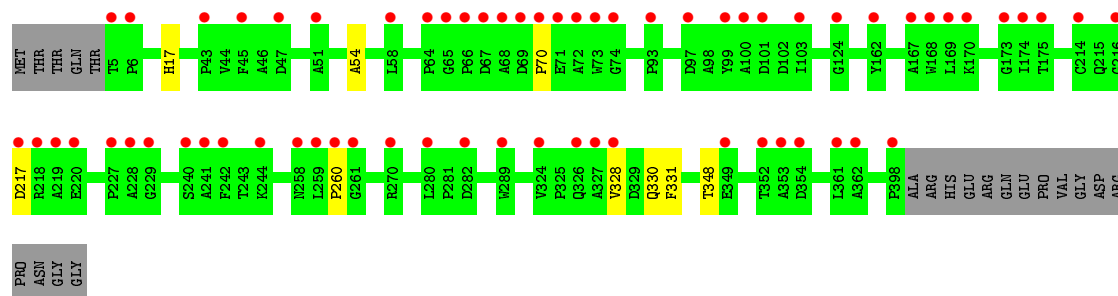 MET THR THR GLN THR T5 P6 H17 P43 V44 F45 A46 D47 A51 A54 L58 P64 G65 P66 D67 A68 D69 P70 E71 A72 W73 G74 P93 D97 A98 Y99 A100 D101 D102 I103 G124 Y162 A167 W168 L169 K170 G173 I174 T175 C214 Q215
D217 R218 A219 E220 P227 A228 G229 S240 A241 F242 T243 K244 N258 L259 P260 G261 R270 L280 P281 D282 W289 V324 P325 Q326 A327 V328 D329 Q330 F331 T348 E349 T352 A353 D354 L361 A362 P398 ALA ARG HIS GLU ARG GLN GLU PRO VAL GLY ASP
PRO ASN GLY GLY